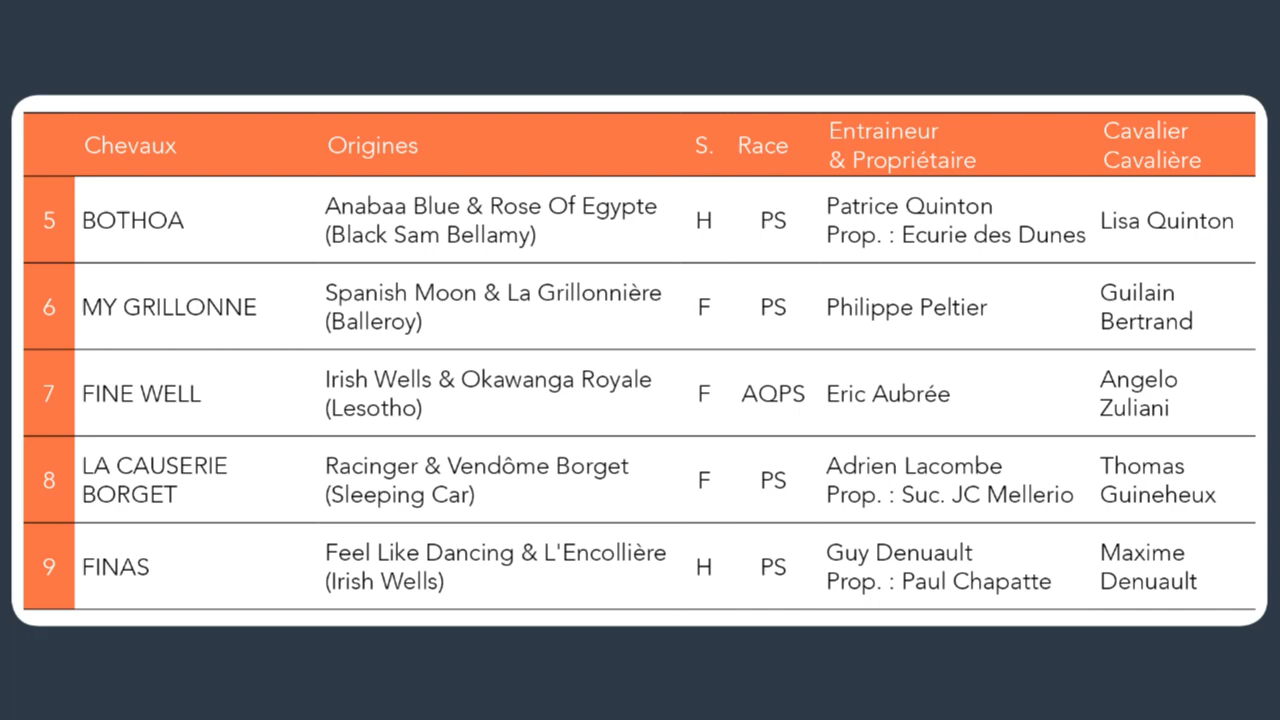 Chevaux Origines S. Race Entraineur & Propriétaire Cavalier Cavalière
5 BOTHOA Anabaa Blue & Rose Of Egypte (Black Sam Bellamy) H PS Patrice Quinton Prop. : Ecurie des Dunes Lisa Quinton
6 MY GRILLONNE Spanish Moon & La Grillonnière (Balleroy) F PS Philippe Peltier Guilain Bertrand
7 FINE WELL Irish Wells & Okawanga Royale (Lesotho) F AQPS Eric Aubrée Angelo Zuliani
8 LA CAUSERIE BORGET Racinger & Vendôme Borget (Sleeping Car) F PS Adrien Lacombe Prop. : Suc. JC Mellerio Thomas Guineheux
9 FINAS Feel Like Dancing & L'Encollière (Irish Wells) H PS Guy Denuault Prop. : Paul Chapatte Maxime Denuault